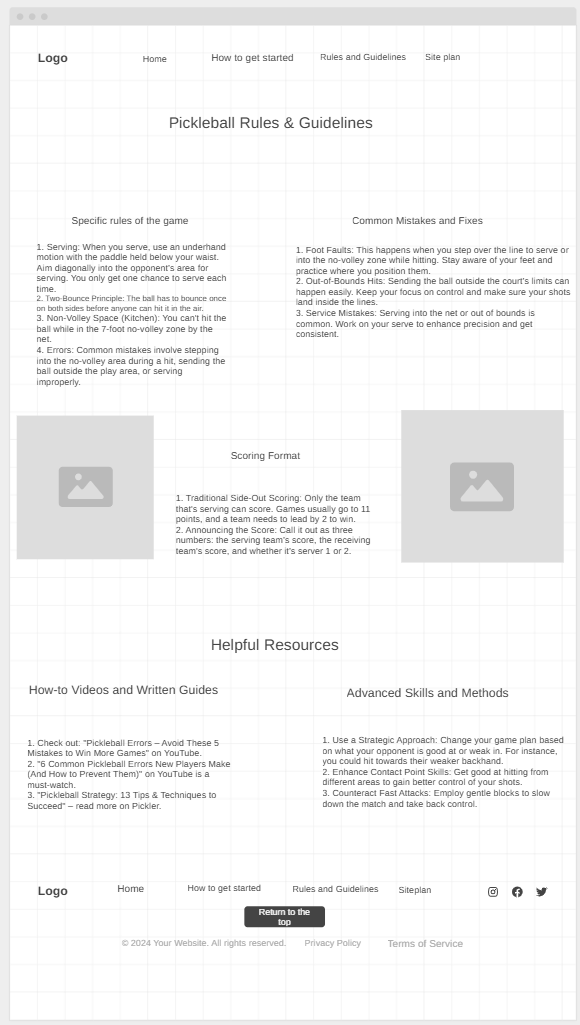 Logo
Home
How to get started
Rules and Guidelines
Site plan
Pickleball Rules & Guidelines
Specific rules of the game
1. Serving: When you serve, use an underhand
motion with the paddle held below your waist.
Aim diagonally into the opponent's area for
serving. You only get one chance to serve each
time.
2. Two-Bounce Principle: The ball has to bounce once
on both sides before anyone can hit it in the air.
3. Non-Volley Space (Kitchen): You can't hit the
ball while in the 7-foot no-volley zone by the
net.
4. Errors: Common mistakes involve stepping
into the no-volley area during a hit, sending the
ball outside the play area, or serving
improperly.
Common Mistakes and Fixes
1. Foot Faults: This happens when you step over the line to serve or
into the no-volley zone while hitting. Stay aware of your feet and
practice where you position them.
2. Out-of-Bounds Hits: Sending the ball outside the court's limits can
happen easily. Keep your focus on control and make sure your shots
land inside the lines.
3. Service Mistakes: Serving into the net or out of bounds is
common. Work on your serve to enhance precision and get
consistent.
Scoring Format
1. Traditional Side-Out Scoring: Only the team
that's serving can score. Games usually go to 11
points, and a team needs to lead by 2 to win.
2. Announcing the Score: Call it out as three
numbers: the serving team's score, the receiving
team's score, and whether it's server 1 or 2.
Helpful Resources
How-to Videos and Written Guides
1. Check out: "Pickleball Errors – Avoid These 5
Mistakes to Win More Games" on YouTube.
2. "6 Common Pickleball Errors New Players Make
(And How to Prevent Them)" on YouTube is a
must-watch.
3. "Pickleball Strategy: 13 Tips & Techniques to
Succeed" – read more on Pickler.
Advanced Skills and Methods
1. Use a Strategic Approach: Change your game plan based
on what your opponent is good at or weak in. For instance,
you could hit towards their weaker backhand.
2. Enhance Contact Point Skills: Get good at hitting from
different areas to gain better control of your shots.
3. Counteract Fast Attacks: Employ gentle blocks to slow
down the match and take back control.
Logo
Home
How to get started
Rules and Guidelines
Siteplan
Return to the
top
© 2024 Your Website. All rights reserved.
Privacy Policy
Terms of Service